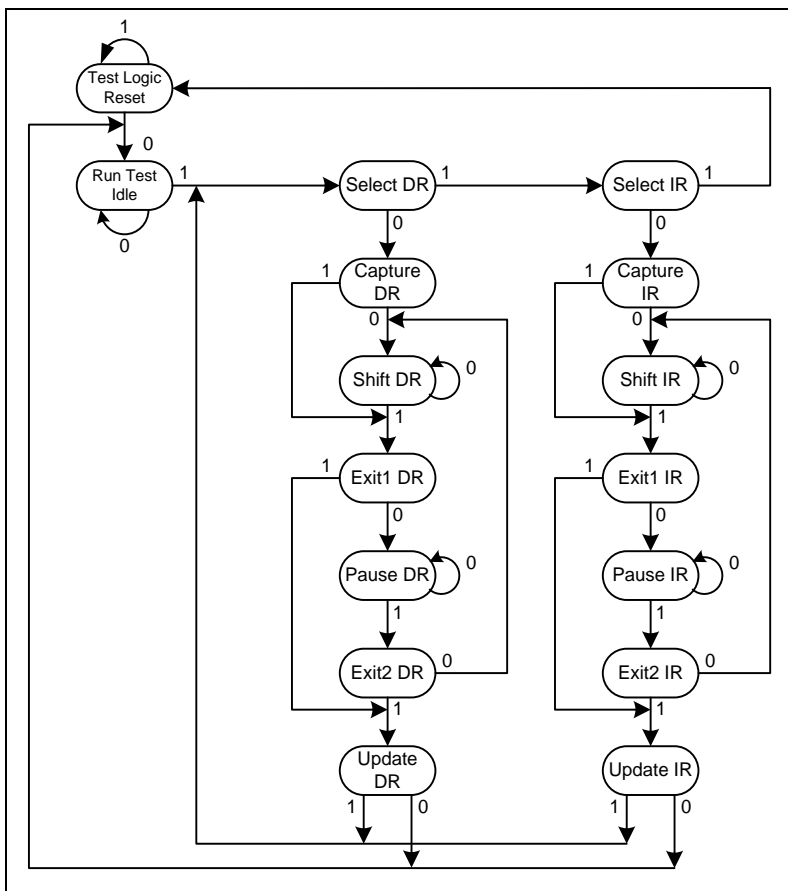 1
Test Logic
Reset
0
Run Test
Idle
1
0
Select DR
1
Select IR
1
0
0
1
Capture
DR
1
Capture
IR
0
0
Shift DR
0
Shift IR
0
1
1
1
Exit1 DR
1
Exit1 IR
0
0
Pause DR
0
Pause IR
0
1
1
Exit2 DR
0
Exit2 IR
0
1
1
Update
DR
Update IR
1
0
1
0